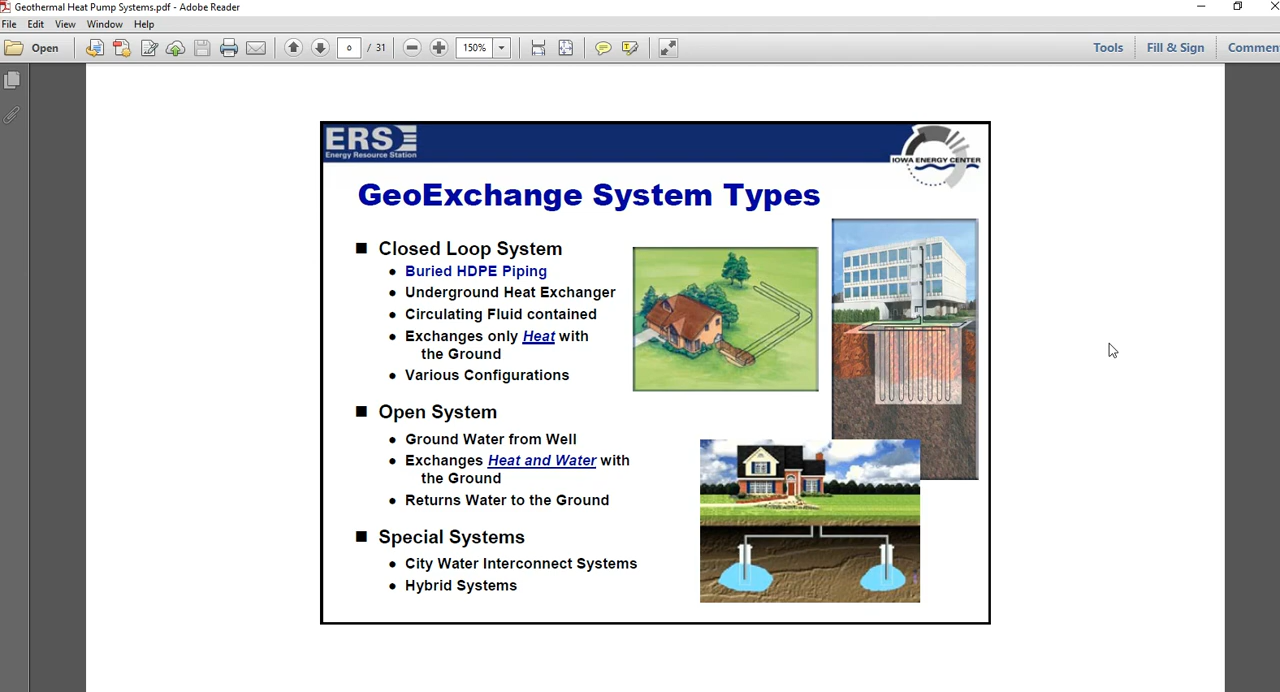 Geothermal Heat Pump Systems.pdf - Adobe Reader
File Edit View Window Help
Open 0 / 31 150% Tools Fill & Sign Commen
ERS
Energy Resource Station
IOWA ENERGY CENTER
GeoExchange System Types
■ Closed Loop System
• Buried HDPE Piping
• Underground Heat Exchanger
• Circulating Fluid contained
• Exchanges only Heat with
the Ground
• Various Configurations
■ Open System
• Ground Water from Well
• Exchanges Heat and Water with
the Ground
• Returns Water to the Ground
■ Special Systems
• City Water Interconnect Systems
• Hybrid Systems